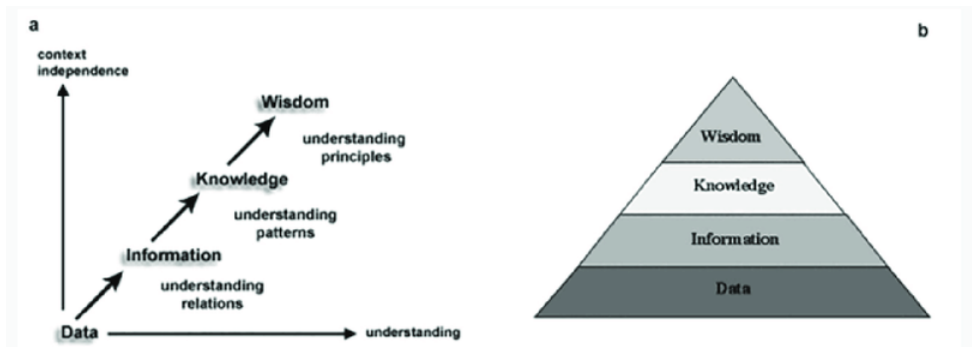 a
context
independence
Wisdom
understanding
principles
Knowledge
understanding
patterns
Information
understanding
relations
Data
understanding
b
Wisdom
Knowledge
Information
Data